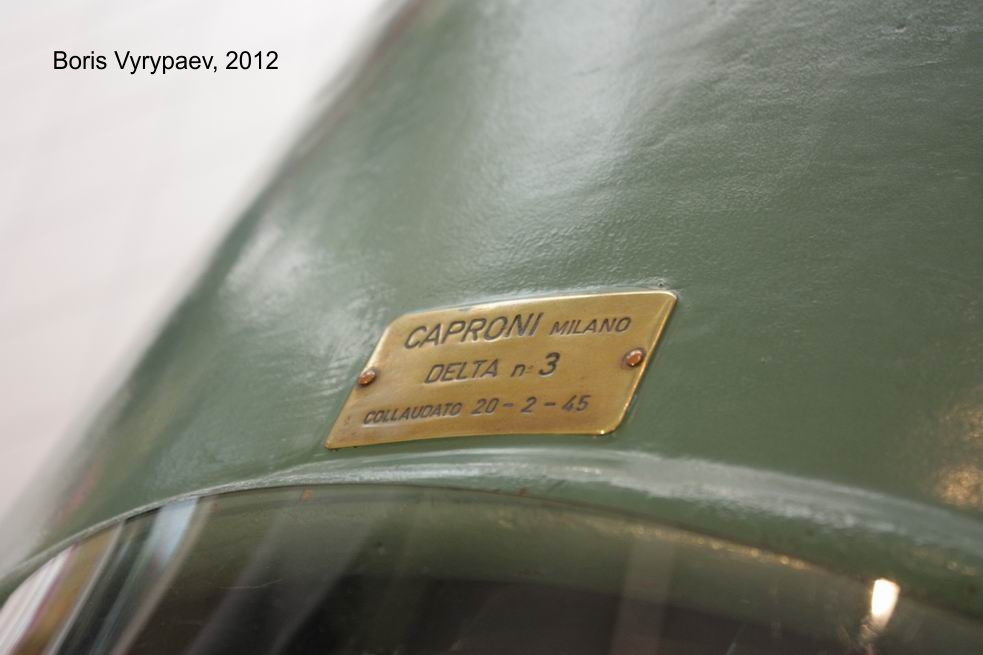 Boris Vyrypaev, 2012
CAPRONI MILANO
DELTA n= 3
COLLAUDATO 20-2-45